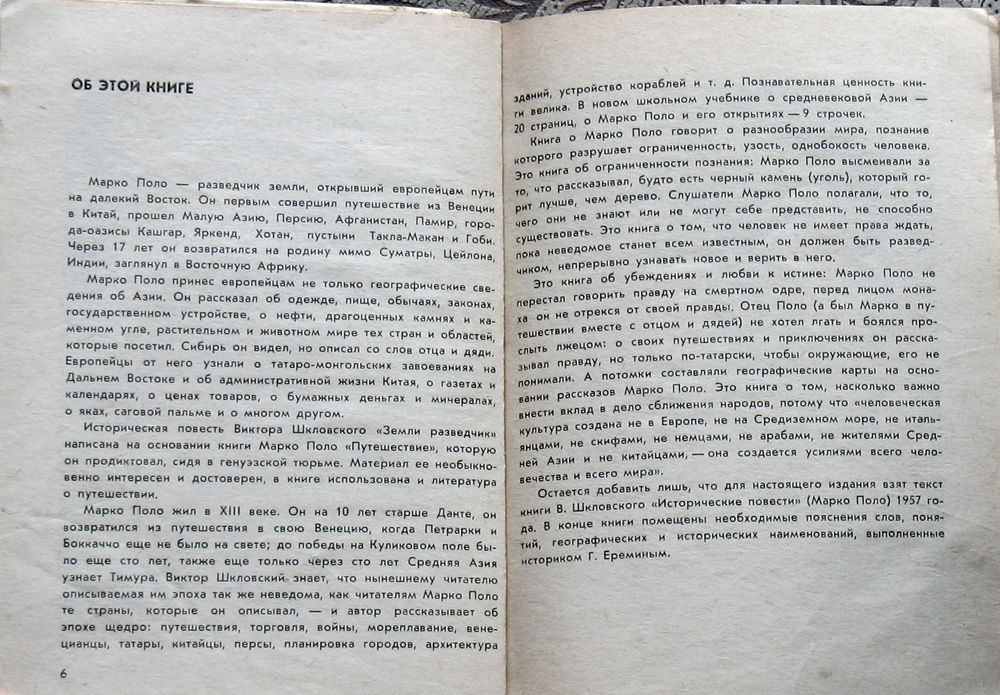 ОБ ЭТОЙ КНИГЕ
Марко Поло — разведчик земли, открывший европейцам пути
на далекий Восток. Он первым совершил путешествие из Венеции
в Китай, прошел Малую Азию, Персию, Афганистан, Памир, горо-
да-оазисы Кашгар, Яркенд, Хотан, пустыни Такла-Макан и Гоби.
Через 17 лет он возвратился на родину мимо Суматры, Цейлона,
Индии, заглянул в Восточную Африку.
Марко Поло принес европейцам не только географические све-
дения об Азии. Он рассказал об одежде, пище, обычаях, законах,
государственном устройстве, о нефти, драгоценных камнях и ка-
менном угле, растительном и животном мире тех стран и областей,
которые посетил. Сибирь он видел, но описал со слов отца и дяди.
Европейцы от него узнали о татаро-монгольских завоеваниях на
Дальнем Востоке и об административной жизни Китая, о газетах и
календарях, о ценах товаров, о бумажных деньгах и минералах,
о яках, саговой пальме и о многом другом.
Историческая повесть Виктора Шкловского «Земли разведчик»
написана на основании книги Марко Поло «Путешествие», которую
он продиктовал, сидя в генуэзской тюрьме. Материал ее необыкно-
венно интересен и достоверен, в книге использована и литература
о путешествии.
Марко Поло жил в XIII веке. Он на 10 лет старше Данте, он
возвратился из путешествия в свою Венецию, когда Петрарки и
Боккаччо еще не было на свете; до победы на Куликовом поле бы-
ло еще сто лет, также еще только через сто лет Средняя Азия
узнает Тимура. Виктор Шкловский знает, что нынешнему читателю
описываемая им эпоха так же неведома, как читателям Марко Поло
те страны, которые он описывал, — и автор рассказывает об
эпохе щедро: путешествия, торговля, войны, мореплавание, вене-
цианцы, татары, китайцы, персы, планировка городов, архитектура
6
зданий, устройство кораблей и т. д. Познавательная ценность кни-
ги велика. В новом школьном учебнике о средневековой Азии —
20 страниц, о Марко Поло и его открытиях — 9 строчек.
Книга о Марко Поло говорит о разнообразии мира, познание
которого разрушает ограниченность, узость, однобокость человека.
Это книга об ограниченности познания: Марко Поло высмеивали за
то, что рассказывал, будто есть черный камень (уголь), который го-
рит лучше, чем дерево. Слушатели Марко Поло полагали, что то,
чего они не знают или не могут себе представить, не способно
существовать. Это книга о том, что человек не имеет права ждать,
пока неведомое станет всем известным, он должен быть развед-
чиком, непрерывно узнавать новое и верить в него.
Это книга об убеждениях и любви к истине: Марко Поло не
перестал говорить правду на смертном одре, перед лицом мона-
ха он не отрекся от своей правды. Отец Поло (а был Марко в пу-
тешествии вместе с отцом и дядей) не хотел лгать и боялся про-
слыть лжецом: о своих путешествиях и приключениях он расска-
зывал правду, но только по-татарски, чтобы окружающие, его не
понимали. А потомки составляли географические карты на осно-
вании рассказов Марко Поло. Это книга о том, насколько важно
внести вклад в дело сближения народов, потому что «человеческая
культура создана не в Европе, не на Средиземном море, не италь-
янцами, не скифами, не немцами, не арабами, не жителями Сред-
ней Азии и не китайцами, — она создается усилиями всего чело-
вечества и всего мира».
Остается добавить лишь, что для настоящего издания взят текст
книги В. Шкловского «Исторические повести» (Марко Поло) 1957 го-
да. В конце книги помещены необходимые пояснения слов, поня-
тий, географических и исторических наименований, выполненные
историком Г. Ереминым.